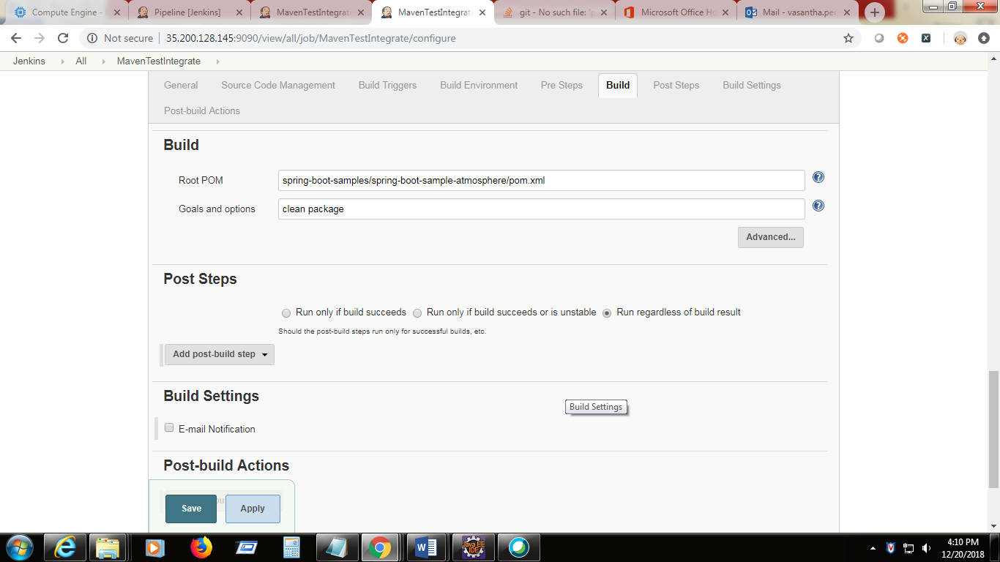 Compute Engine -
Pipeline [Jenkins]
MavenTestIntegrate
MavenTestIntegrat
git - No such file:
Microsoft Office Ho
Mail - vasantha.per
Not secure 35.200.128.145:9090/view/all/job/MavenTestIntegrate/configure
Jenkins All MavenTestIntegrate
General Source Code Management Build Triggers Build Environment Pre Steps Build Post Steps Build Settings
Post-build Actions
Build
Root POM spring-boot-samples/spring-boot-sample-atmosphere/pom.xml
Goals and options clean package
Advanced...
Post Steps
Run only if build succeeds Run only if build succeeds or is unstable Run regardless of build result
Should the post-build steps run only for successful builds, etc.
Add post-build step
Build Settings
Build Settings
E-mail Notification
Post-build Actions
Save Apply
Java EE
IDE
4:10 PM
12/20/2018